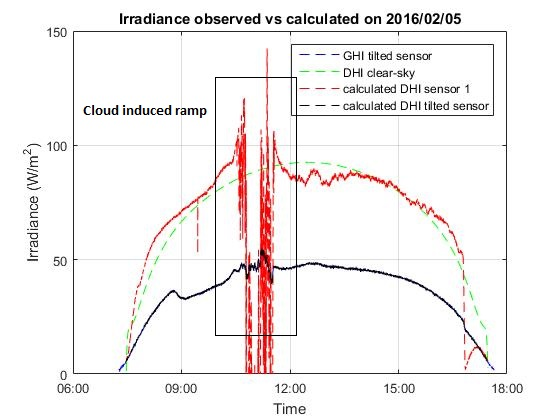 Irradiance observed vs calculated on 2016/02/05
150
GHI tilted sensor
DHI clear-sky
calculated DHI sensor 1
calculated DHI tilted sensor
Cloud induced ramp
100
Irradiance (W/m²)
50
0
06:00 09:00 12:00 15:00 18:00
Time